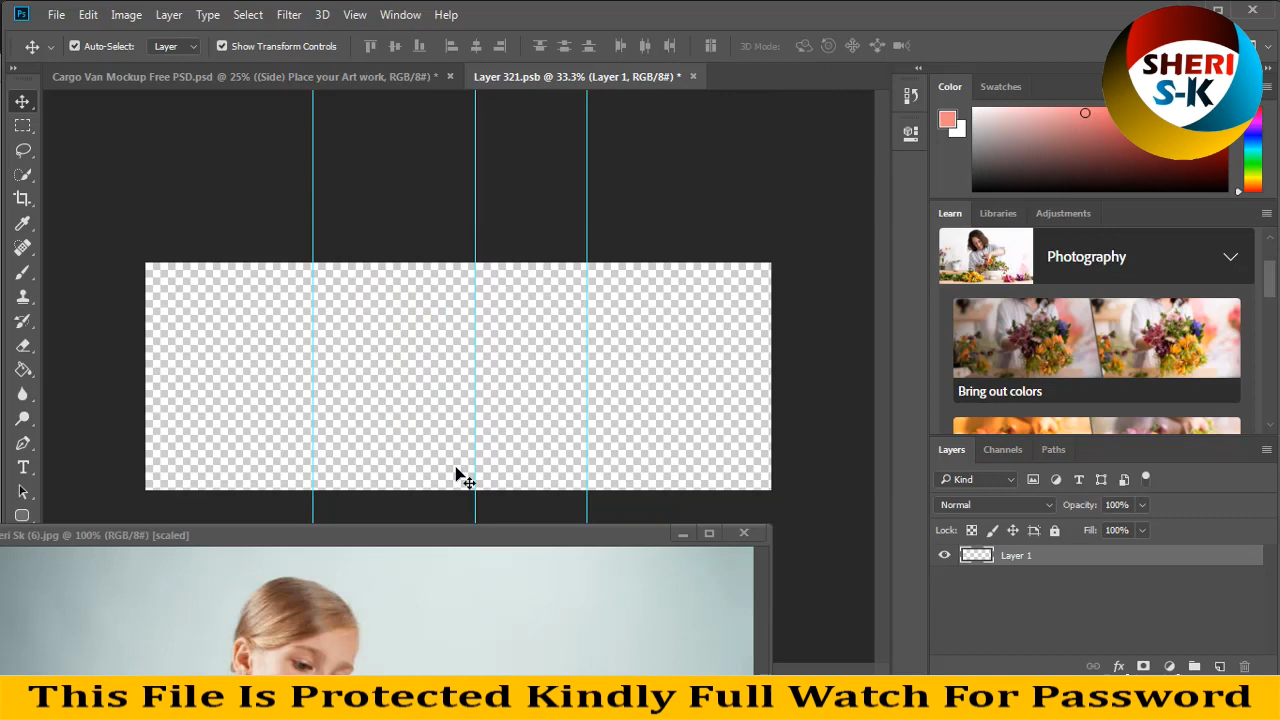 Ps File Edit Image Layer Type Select Filter 3D View Window Help
Auto-Select: Layer Show Transform Controls 3D Mode:
Cargo Van Mockup Free PSD.psd @ 25% ((Side) Place your Art work, RGB/8#) * Layer 321.psb @ 33.3% (Layer 1, RGB/8#) *
SHERI
S-K
Color Swatches
Learn Libraries Adjustments
Photography
Bring out colors
Layers Channels Paths
Kind
Normal Opacity: 100%
Lock: Fill: 100%
Layer 1
eri Sk (6).jpg @ 100% (RGB/8#) [scaled]
This File Is Protected Kindly Full Watch For Password